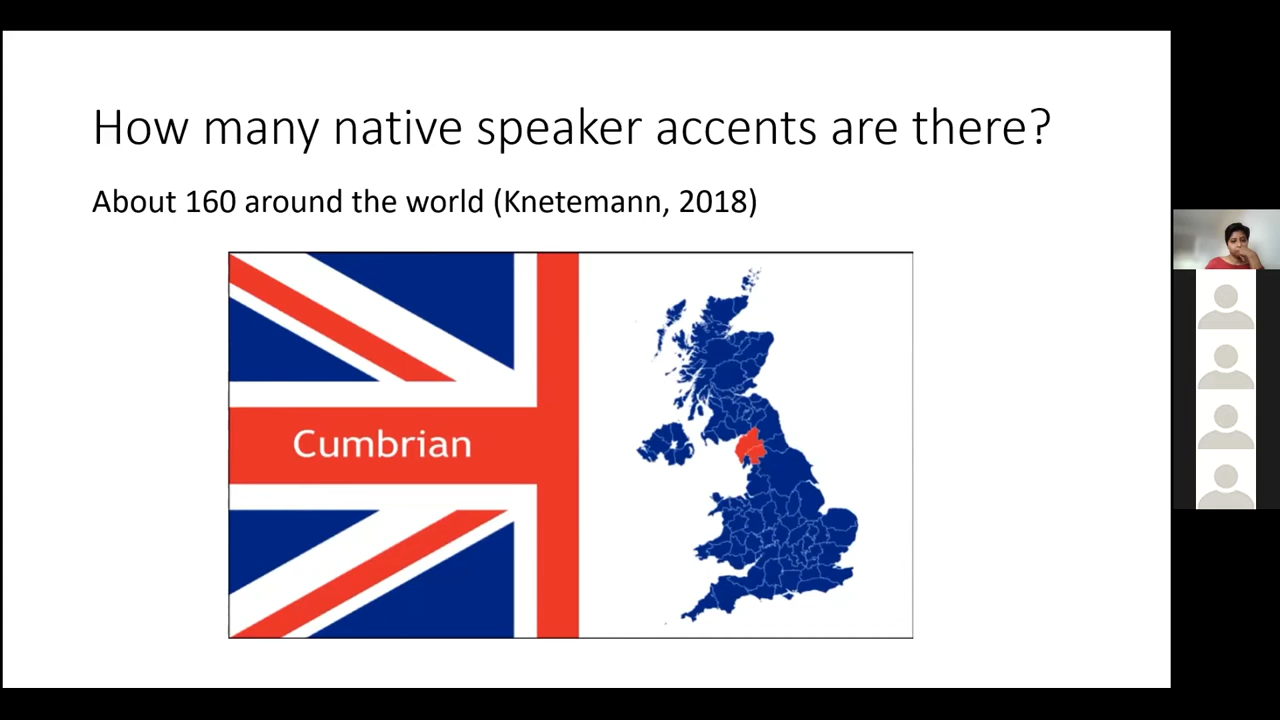 How many native speaker accents are there?
About 160 around the world (Knetemann, 2018)
Cumbrian